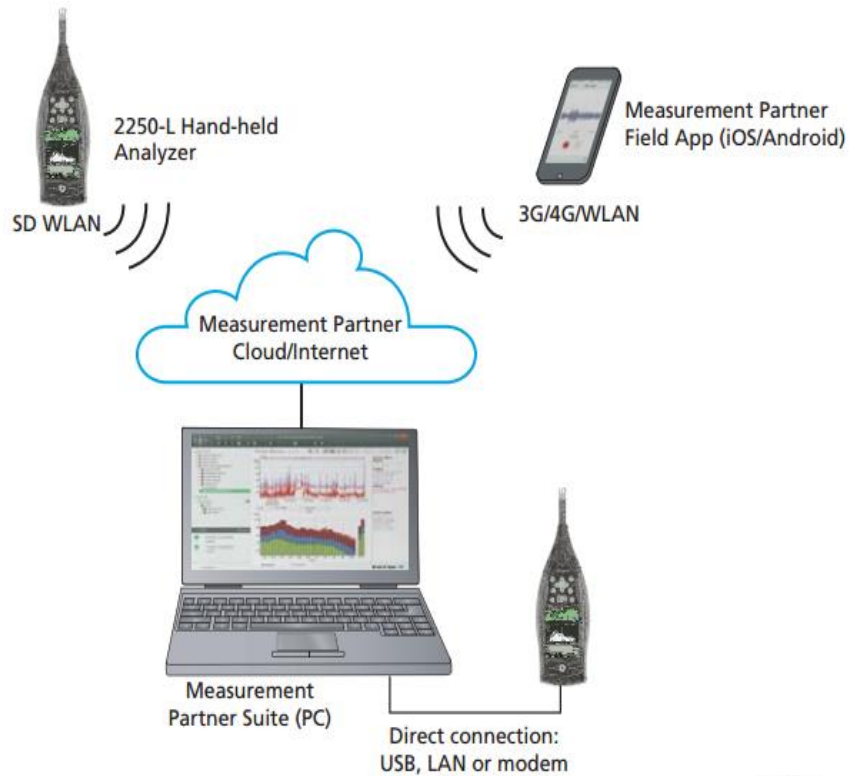 2250-L Hand-held
Analyzer
SD WLAN
Measurement Partner
Field App (iOS/Android)
3G/4G/WLAN
Measurement Partner
Cloud/Internet
Measurement
Partner Suite (PC)
Direct connection:
USB, LAN or modem